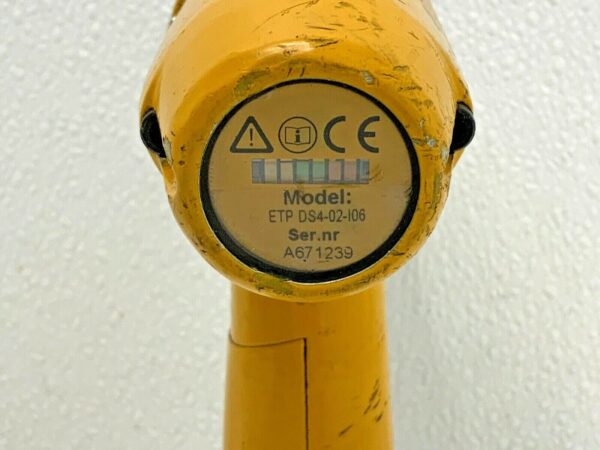 CE
Model:
ETP DS4-02-I06
Ser.nr
A671239